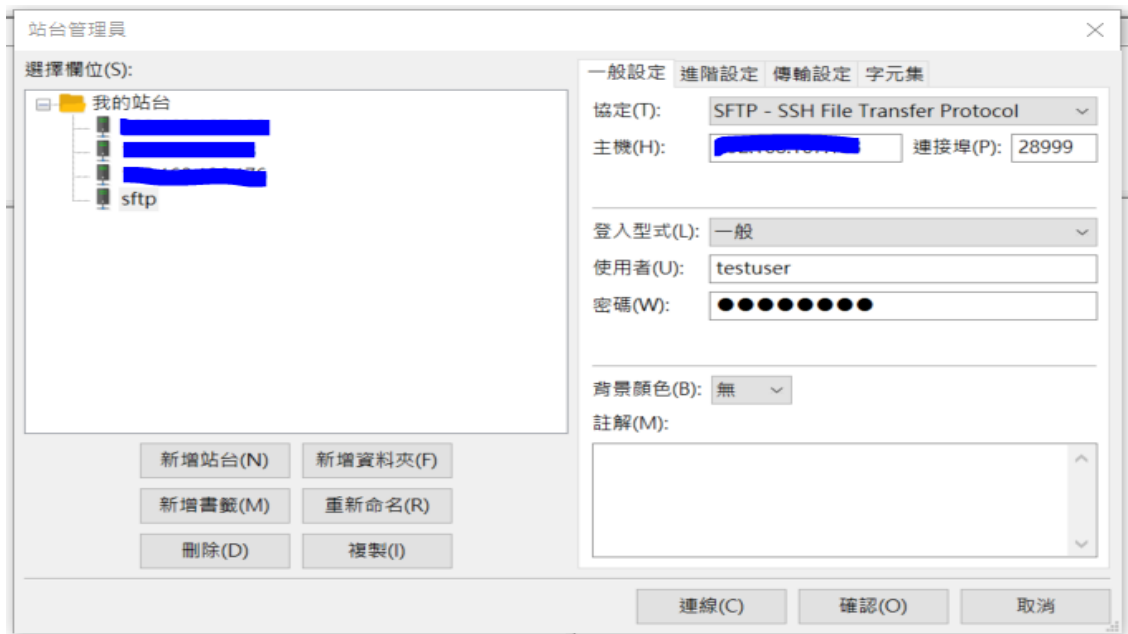 站台管理員
選擇欄位(S):
我的站台
sftp
新增站台(N) 新增資料夾(F)
新增書籤(M) 重新命名(R)
刪除(D) 複製(I)
一般設定 進階設定 傳輸設定 字元集
協定(T): SFTP - SSH File Transfer Protocol
主機(H): 連接埠(P): 28999
登入型式(L): 一般
使用者(U): testuser
密碼(W): ●●●●●●●●
背景顏色(B): 無
註解(M):
連線(C) 確認(O) 取消